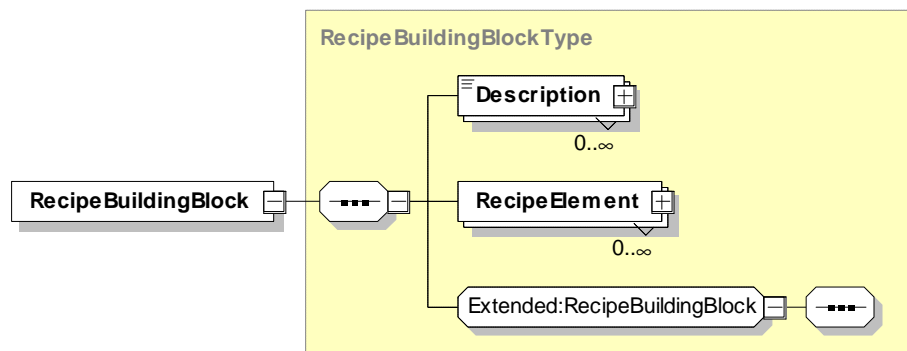 RecipeBuildingBlockType
Description
0..∞
RecipeBuildingBlock
RecipeElement
0..∞
Extended:RecipeBuildingBlock